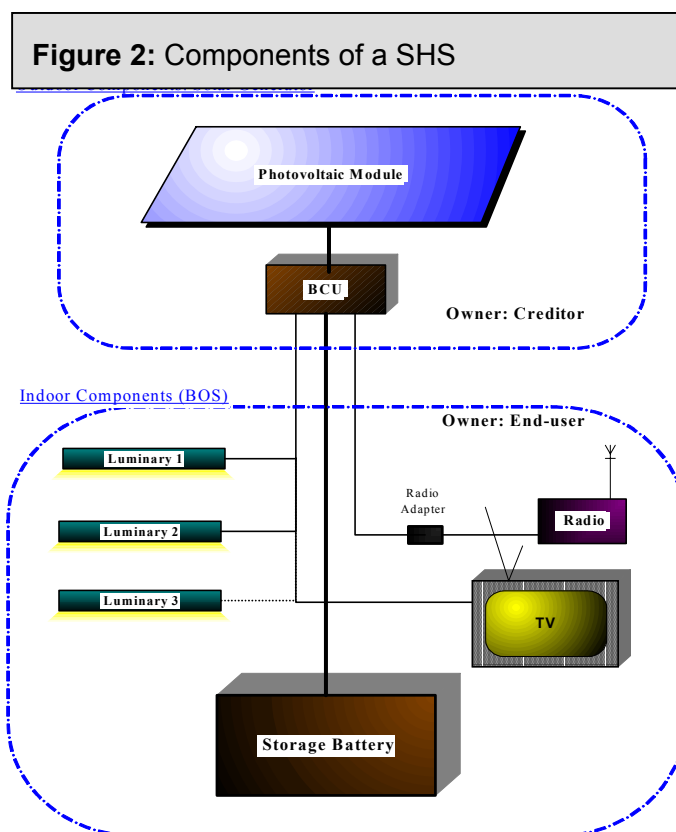 Figure 2: Components of a SHS
Photovoltaic Module
BCU
Owner: Creditor
Indoor Components (BOS)
Owner: End-user
Luminary 1
Radio
Adapter
Radio
Luminary 2
Luminary 3
TV
Storage Battery